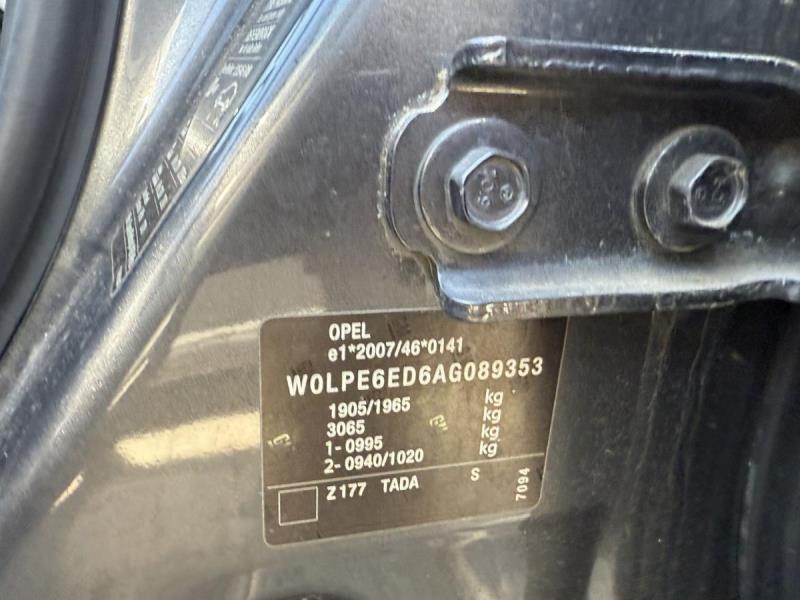 OPEL
e1*2007/46*0141
W0LPE6ED6AG089353
1905/1965 kg
3065 kg
1- 0995 kg
2- 0940/1020 kg
Z177 TADA S 7094